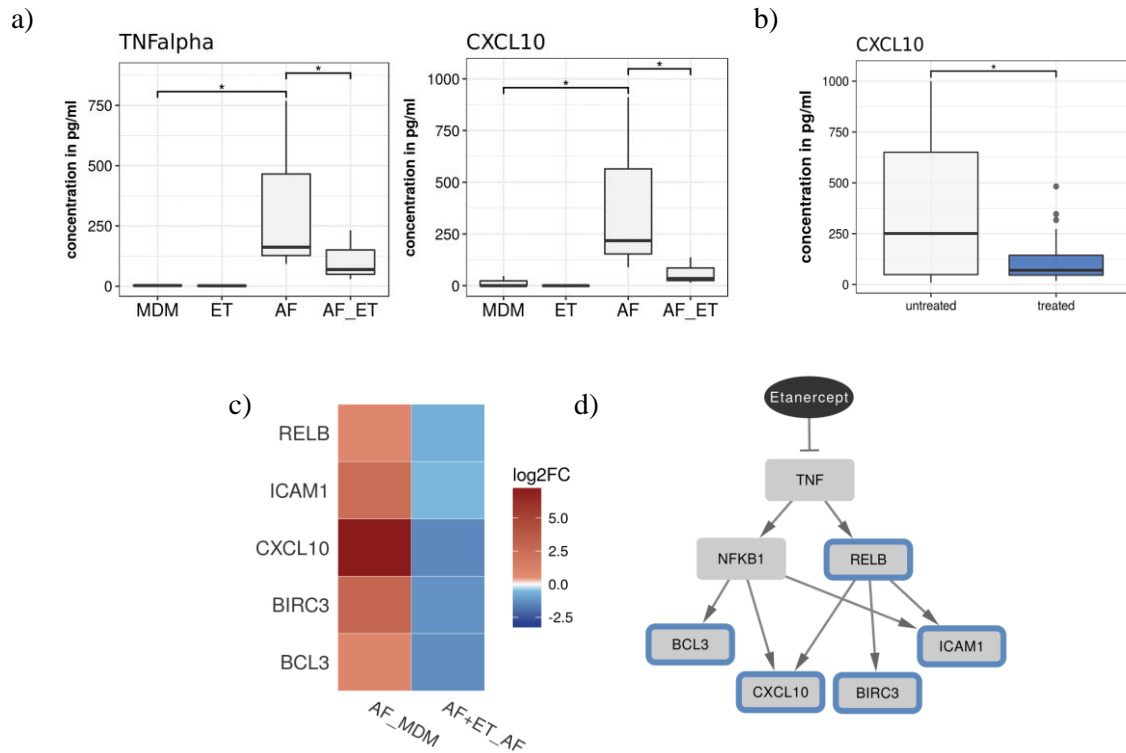 a)
TNFalpha
concentration in pg/ml
750
500
250
0
*
*
MDM ET AF AF_ET
CXCL10
concentration in pg/ml
1000
750
500
250
0
*
*
MDM ET AF AF_ET
b)
CXCL10
concentration in pg/ml
1000
750
500
250
0
*
untreated treated
c)
RELB
ICAM1
CXCL10
BIRC3
BCL3
AF_MDM AF+ET_AF
log2FC
5.0
2.5
0.0
-2.5
d)
Etanercept
TNF
NFKB1 RELB
BCL3 ICAM1
CXCL10 BIRC3